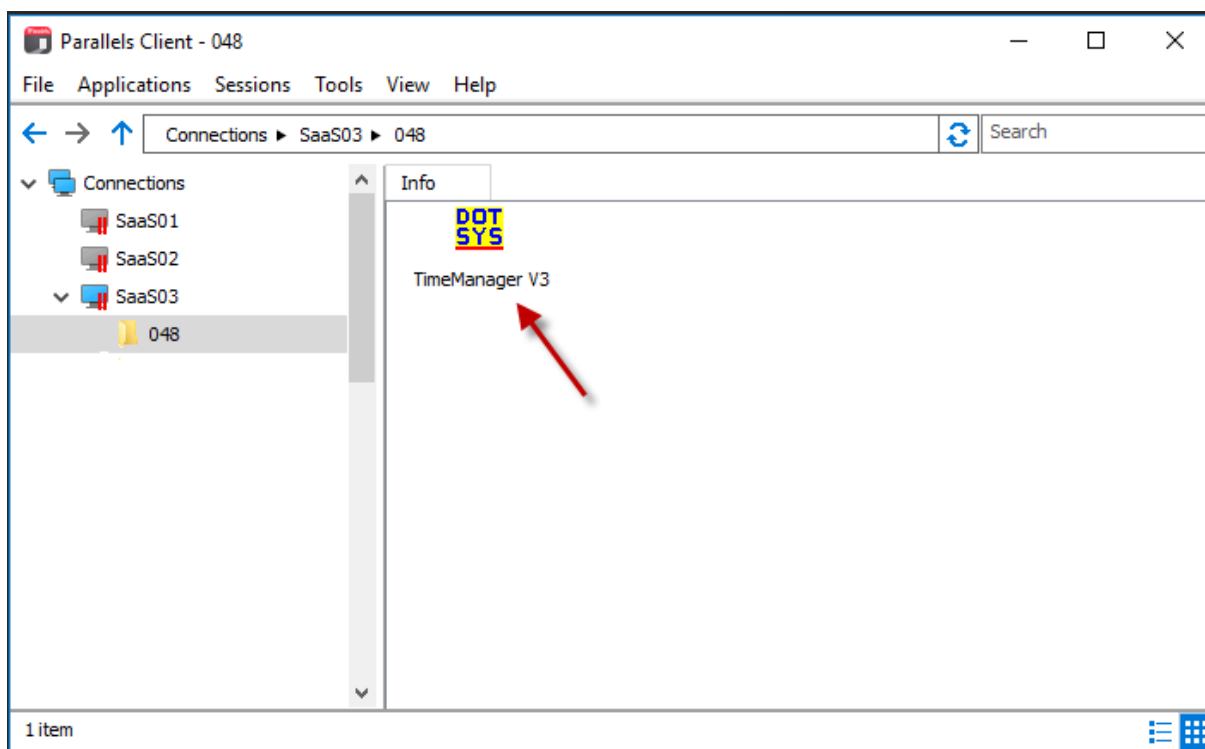 Parallels Client - 048
File Applications Sessions Tools View Help
Connections ▸ SaaS03 ▸ 048
Search
Connections
SaaS01
SaaS02
SaaS03
048
Info
DOT
SYS
TimeManager V3
1 item